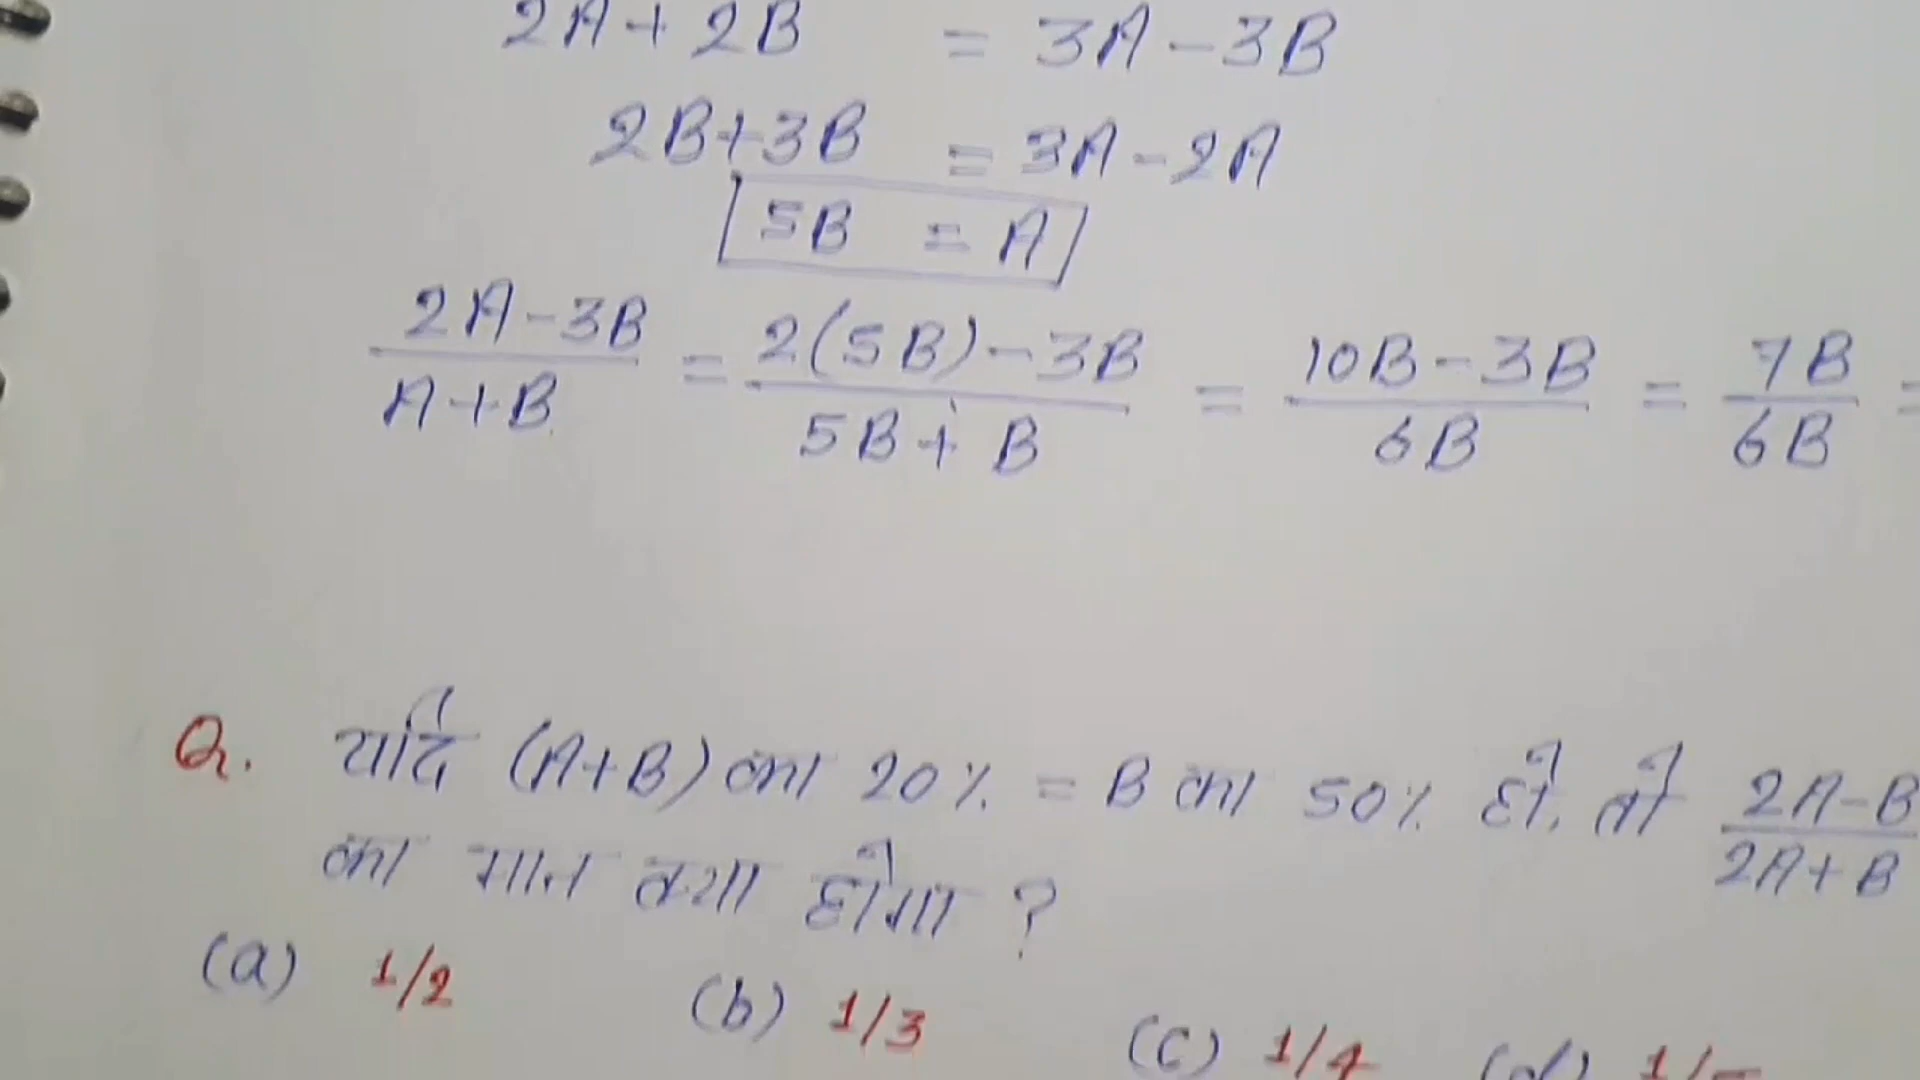 2A + 2B = 3A - 3B
2B+3B = 3A-2A
5B = A
2A-3B/A+B = 2(5B)-3B/5B+B = 10B-3B/6B = 7B/6B =
Q. यदि (A+B) का 20% = B का 50% हो, तो 2A-B/2A+B
का मान क्या होगा ?
(a) 1/2 (b) 1/3 (c) 1/4 (d)